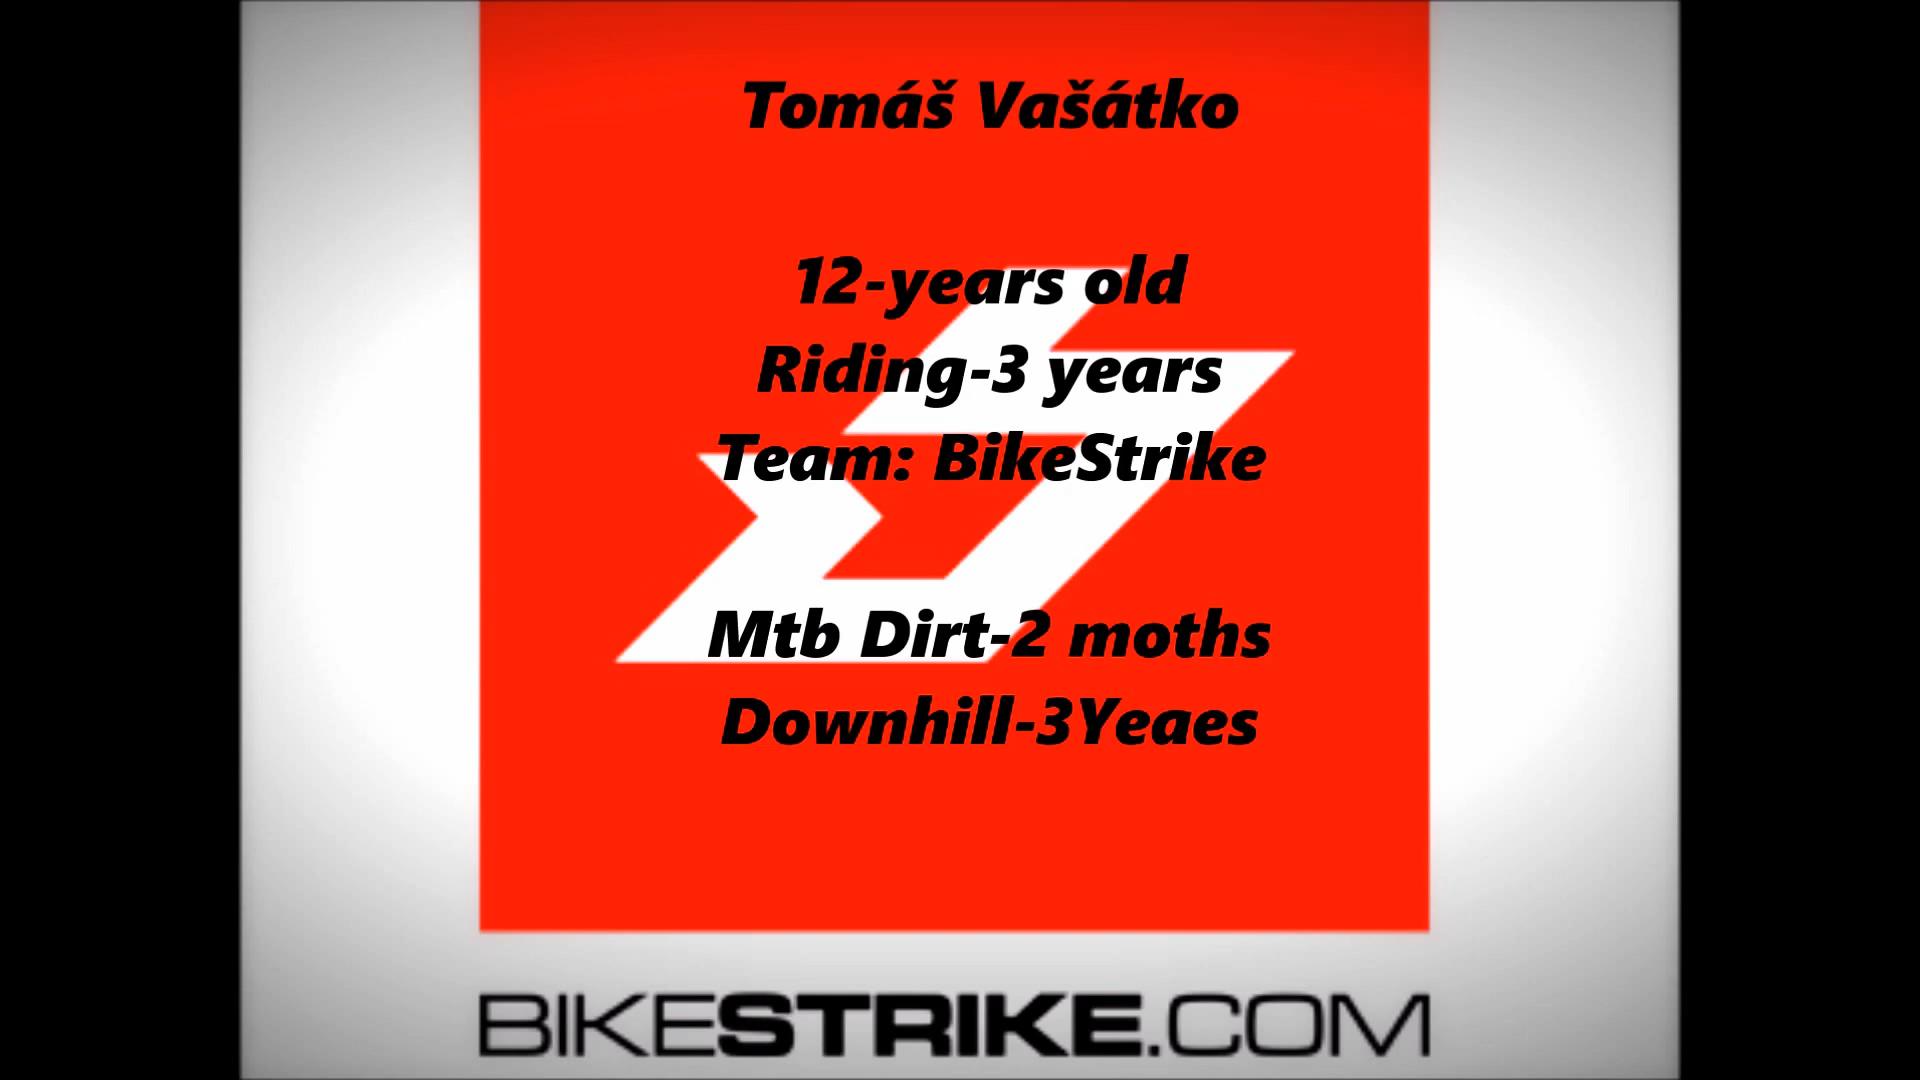 Tomáš Vašátko
12-years old
Riding-3 years
Team: BikeStrike
Mtb Dirt-2 moths
Downhill-3Yeaes
BIKESTRIKE.COM